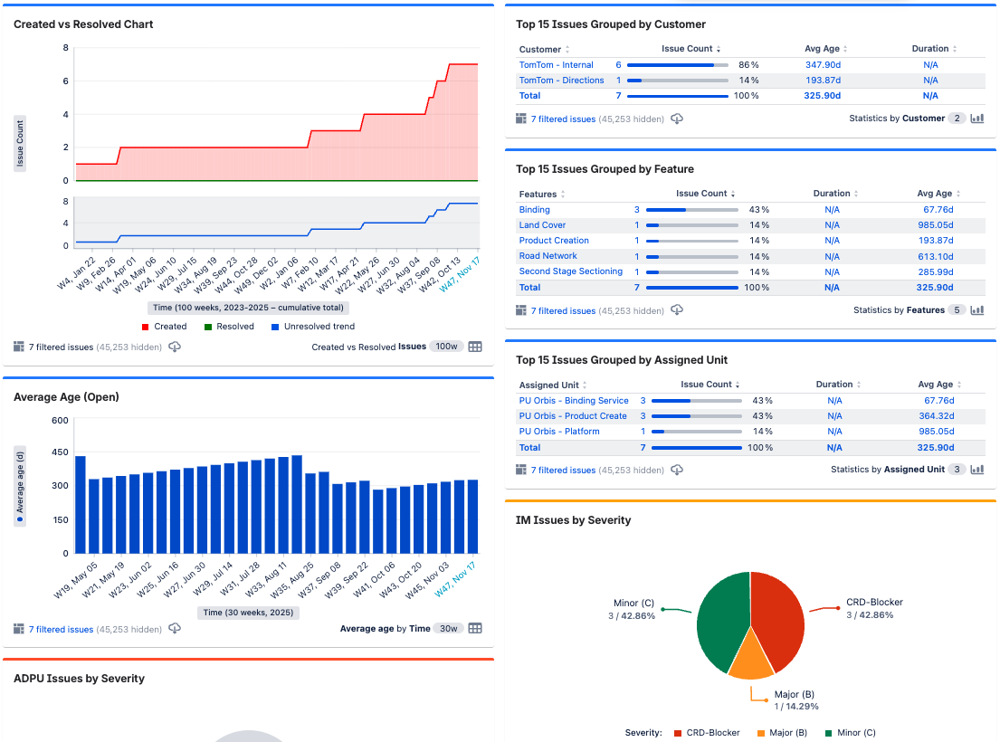 Created vs Resolved Chart
Issue Count
8
6
4
2
0
8
4
0
W4, Jan 22
W9, Feb 26
W14, Apr 01
W19, May 06
W24, Jun 10
W29, Jul 15
W34, Aug 19
W39, Sep 23
W44, Oct 28
W49, Dec 02
W2, Jan 06
W7, Feb 10
W12, Mar 17
W17, Apr 21
W22, May 26
W27, Jun 30
W32, Aug 04
W37, Sep 08
W42, Oct 13
W47, Nov 17
Time (100 weeks, 2023-2025 – cumulative total)
Created Resolved Unresolved trend
7 filtered issues (45,253 hidden) Created vs Resolved Issues 100w
Average Age (Open)
Average age (d)
600
450
300
150
0
W19, May 05
W21, May 19
W23, Jun 02
W25, Jun 16
W27, Jun 30
W29, Jul 14
W31, Jul 28
W33, Aug 11
W35, Aug 25
W37, Sep 08
W39, Sep 22
W41, Oct 06
W43, Oct 20
W45, Nov 03
W47, Nov 17
Time (30 weeks, 2025)
7 filtered issues (45,253 hidden) Average age by Time 30w
ADPU Issues by Severity
Top 15 Issues Grouped by Customer
Customer Issue Count Avg Age Duration
TomTom - Internal 6 86% 347.90d N/A
TomTom - Directions 1 14% 193.87d N/A
Total 7 100% 325.90d N/A
7 filtered issues (45,253 hidden) Statistics by Customer 2
Top 15 Issues Grouped by Feature
Features Issue Count Duration Avg Age
Binding 3 43% N/A 67.76d
Land Cover 1 14% N/A 985.05d
Product Creation 1 14% N/A 193.87d
Road Network 1 14% N/A 613.10d
Second Stage Sectioning 1 14% N/A 285.99d
Total 7 100% N/A 325.90d
7 filtered issues (45,253 hidden) Statistics by Features 5
Top 15 Issues Grouped by Assigned Unit
Assigned Unit Issue Count Duration Avg Age
PU Orbis - Binding Service 3 43% N/A 67.76d
PU Orbis - Product Create 3 43% N/A 364.32d
PU Orbis - Platform 1 14% N/A 985.05d
Total 7 100% N/A 325.90d
7 filtered issues (45,253 hidden) Statistics by Assigned Unit 3
IM Issues by Severity
Minor (C)
3 / 42.86%
CRD-Blocker
3 / 42.86%
Major (B)
1 / 14.29%
Severity: CRD-Blocker Major (B) Minor (C)